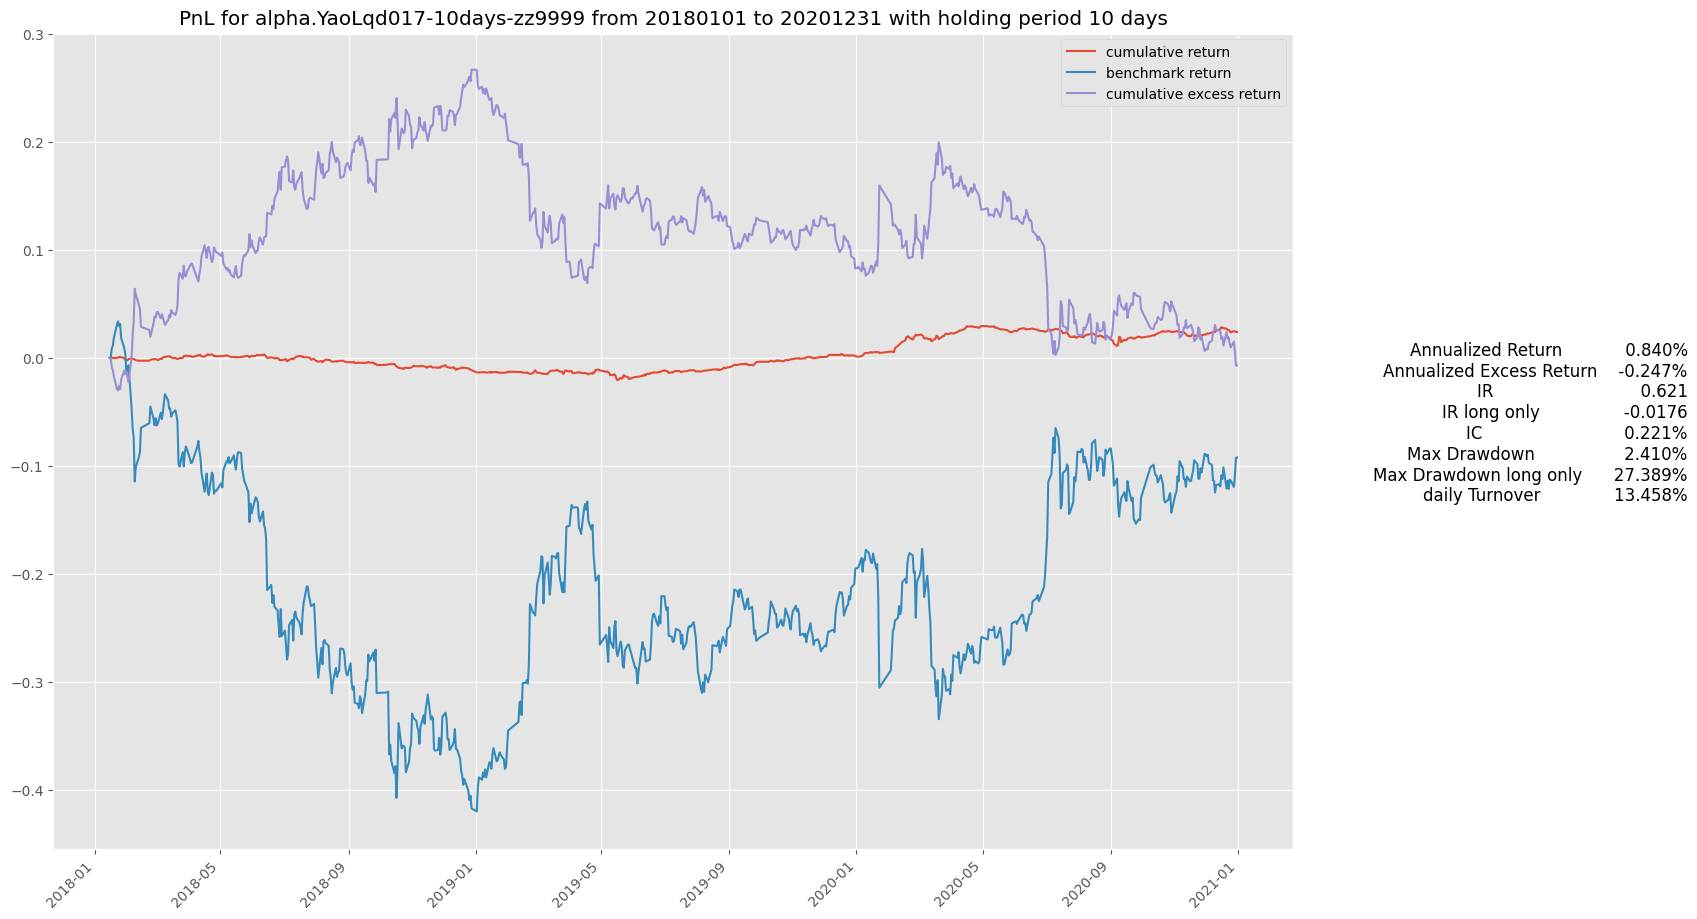 PnL for alpha.YaoLqd017-10days-zz9999 from 20180101 to 20201231 with holding period 10 days
cumulative return
benchmark return
cumulative excess return
0.3
0.2
0.1
0.0
−0.1
−0.2
−0.3
−0.4
2018-01
2018-05
2018-09
2019-01
2019-05
2019-09
2020-01
2020-05
2020-09
2021-01
Annualized Return 0.840%
Annualized Excess Return -0.247%
IR 0.621
IR long only -0.0176
IC 0.221%
Max Drawdown 2.410%
Max Drawdown long only 27.389%
daily Turnover 13.458%